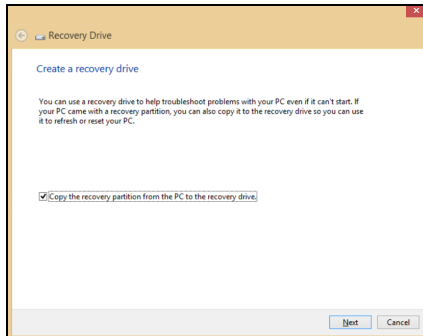 Recovery Drive
Create a recovery drive
You can use a recovery drive to help troubleshoot problems with your PC even if it can't start. If
your PC came with a recovery partition, you can also copy it to the recovery drive so you can use
it to refresh or reset your PC.
Copy the recovery partition from the PC to the recovery drive.
Next Cancel